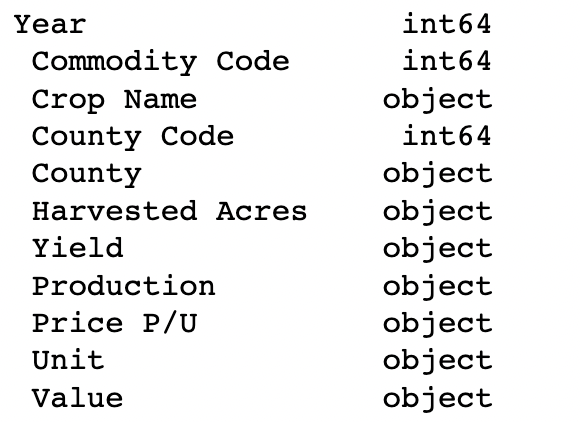 Year int64
Commodity Code int64
Crop Name object
County Code int64
County object
Harvested Acres object
Yield object
Production object
Price P/U object
Unit object
Value object